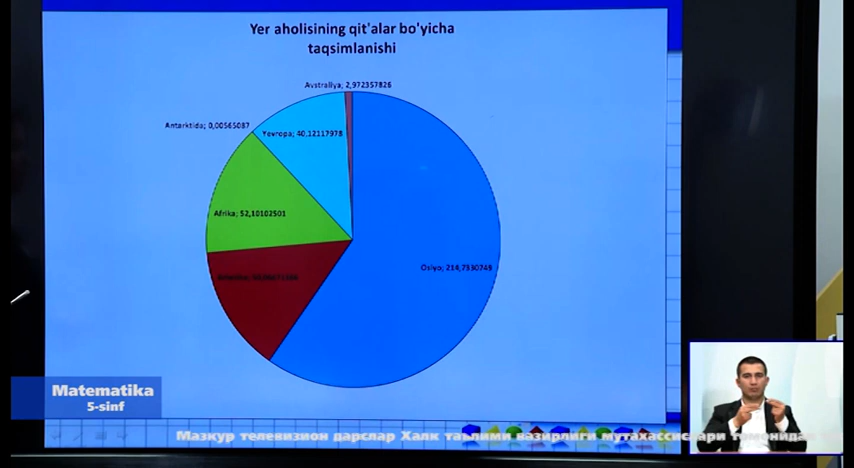 Yer aholisining qit'alar bo'yicha
taqsimlanishi
Avstraliya; 2,972357826
Antarktida; 0,00565087
Yevropa; 40,12117978
Afrika; 52,10102501
Osiyo; 214,7330749
Matematika
5-sinf
Мазкур телевизион дарслар Халк таълими вазирлиги мутахассислари томонидан